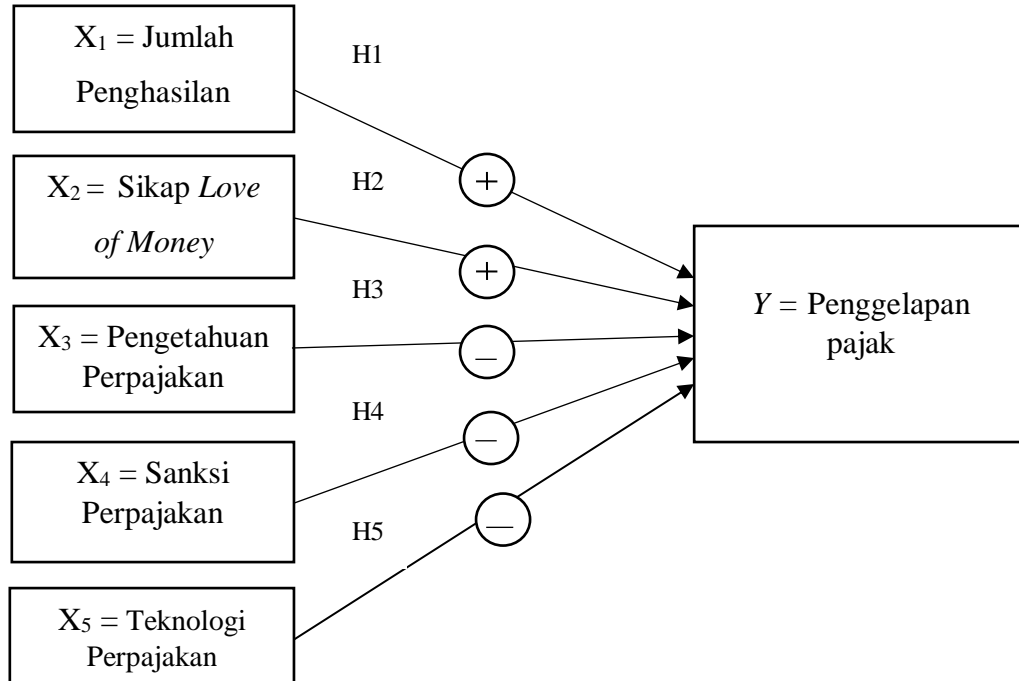 X₁ = Jumlah
Penghasilan
H1
+
X₂ = Sikap Love
of Money
H2
+
X₃ = Pengetahuan
Perpajakan
H3
–
X₄ = Sanksi
Perpajakan
H4
–
X₅ = Teknologi
Perpajakan
H5
–
Y = Penggelapan
pajak